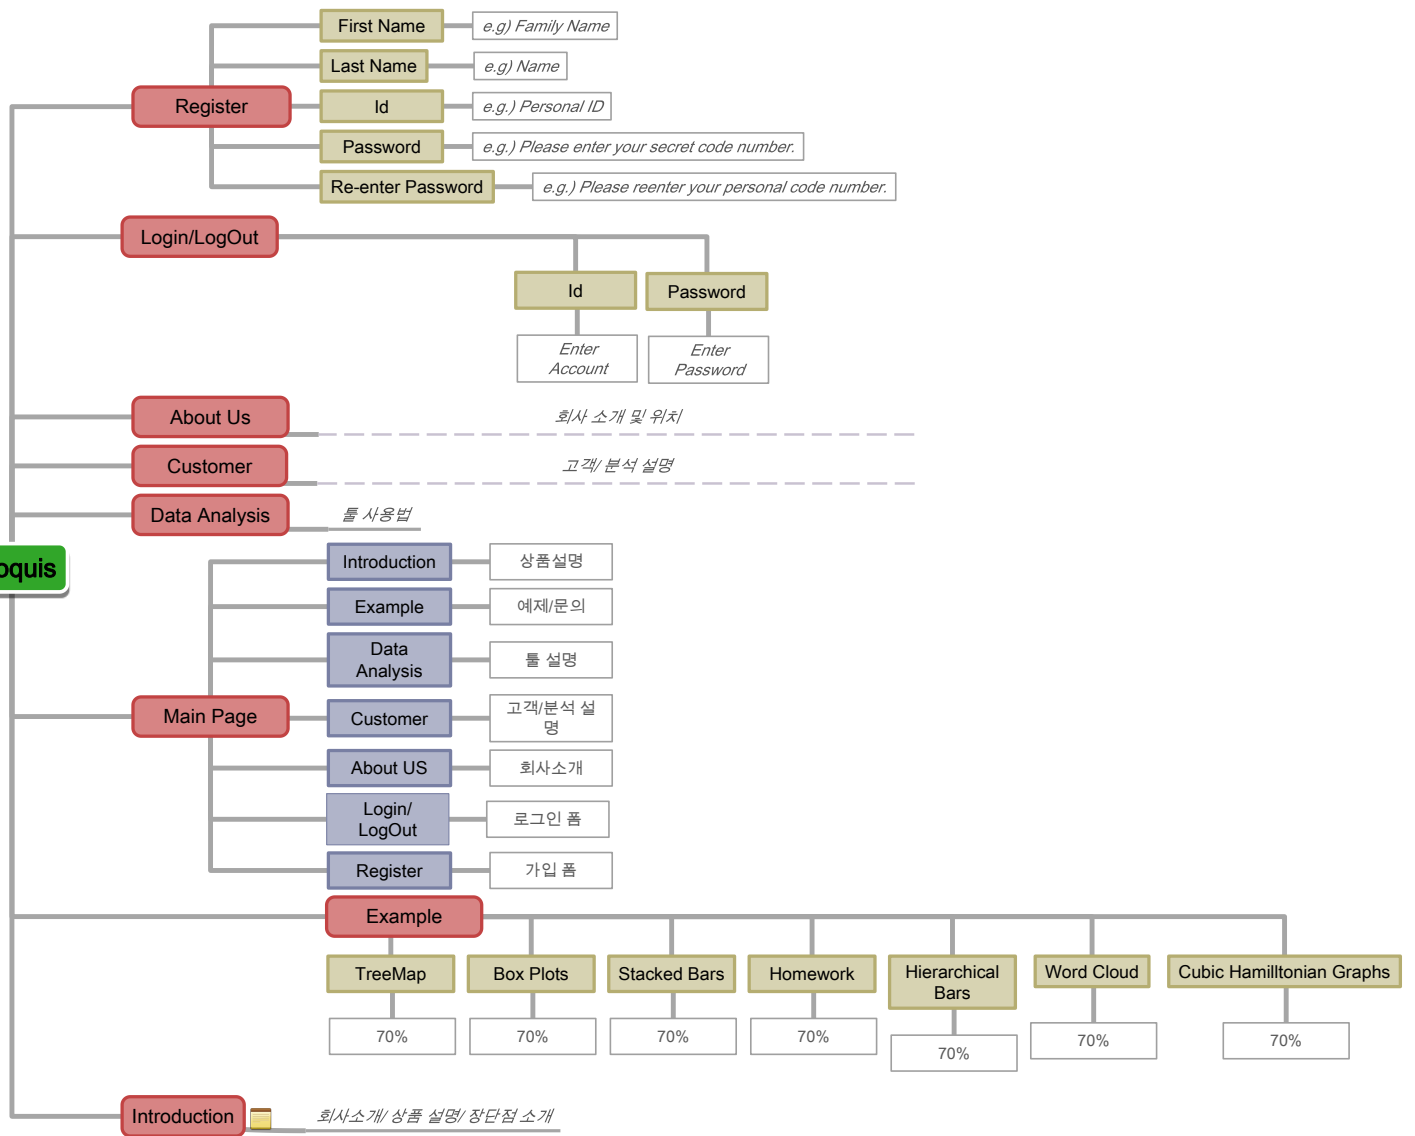 First Name
e.g) Family Name
Last Name
e.g) Name
Register
Id
e.g.) Personal ID
Password
e.g.) Please enter your secret code number.
Re-enter Password
e.g.) Please reenter your personal code number.
Login/LogOut
Id
Password
Enter
Account
Enter
Password
About Us
회사 소개 및 위치
Customer
고객/ 분석 설명
Data Analysis
툴 사용법
oquis
Introduction
상품설명
Example
예제/문의
Data
Analysis
툴 설명
Main Page
Customer
고객/분석 설
명
About US
회사소개
Login/
LogOut
로그인 폼
Register
가입 폼
Example
TreeMap
Box Plots
Stacked Bars
Homework
Hierarchical
Bars
Word Cloud
Cubic Hamilltonian Graphs
70%
70%
70%
70%
70%
70%
70%
Introduction
회사소개/ 상품 설명/ 장단점 소개